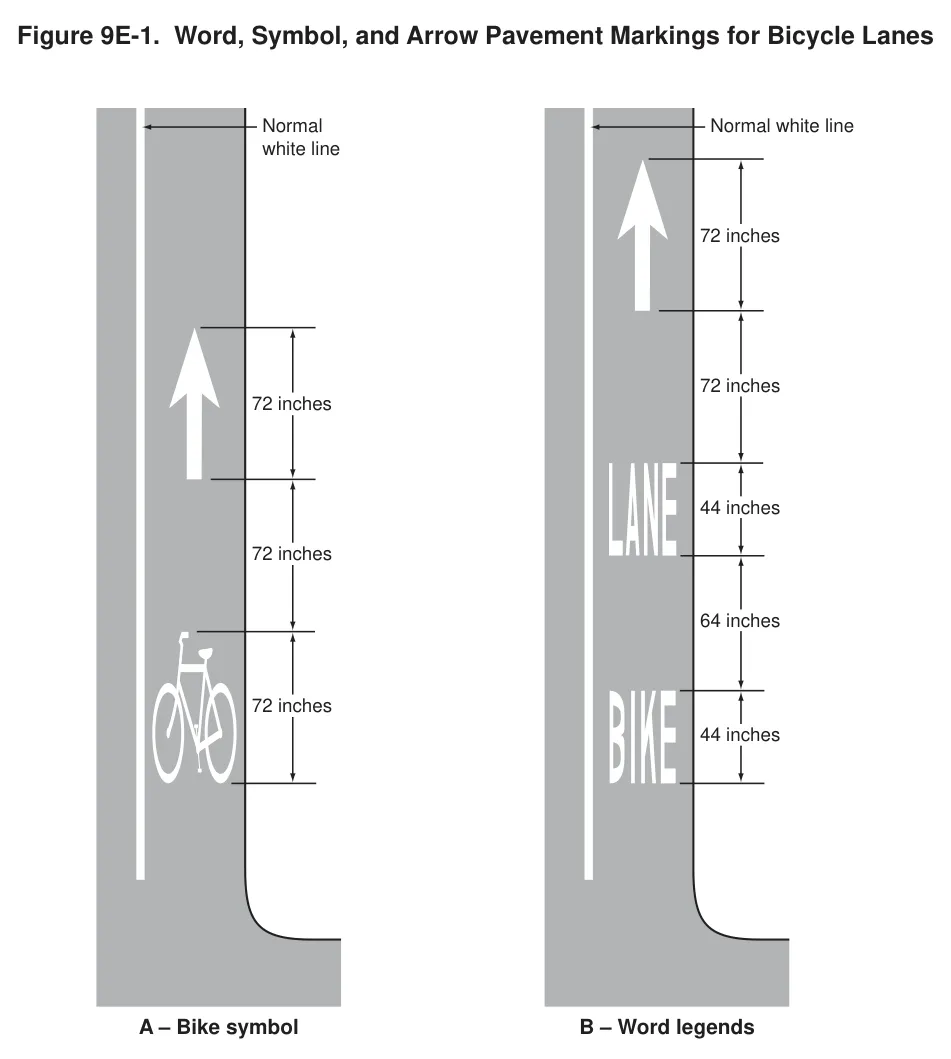 Figure 9E-1.  Word, Symbol, and Arrow Pavement Markings for Bicycle Lanes
Normal
white line
72 inches
72 inches
72 inches
A – Bike symbol
Normal white line
72 inches
72 inches
LANE
44 inches
64 inches
BIKE
44 inches
B – Word legends